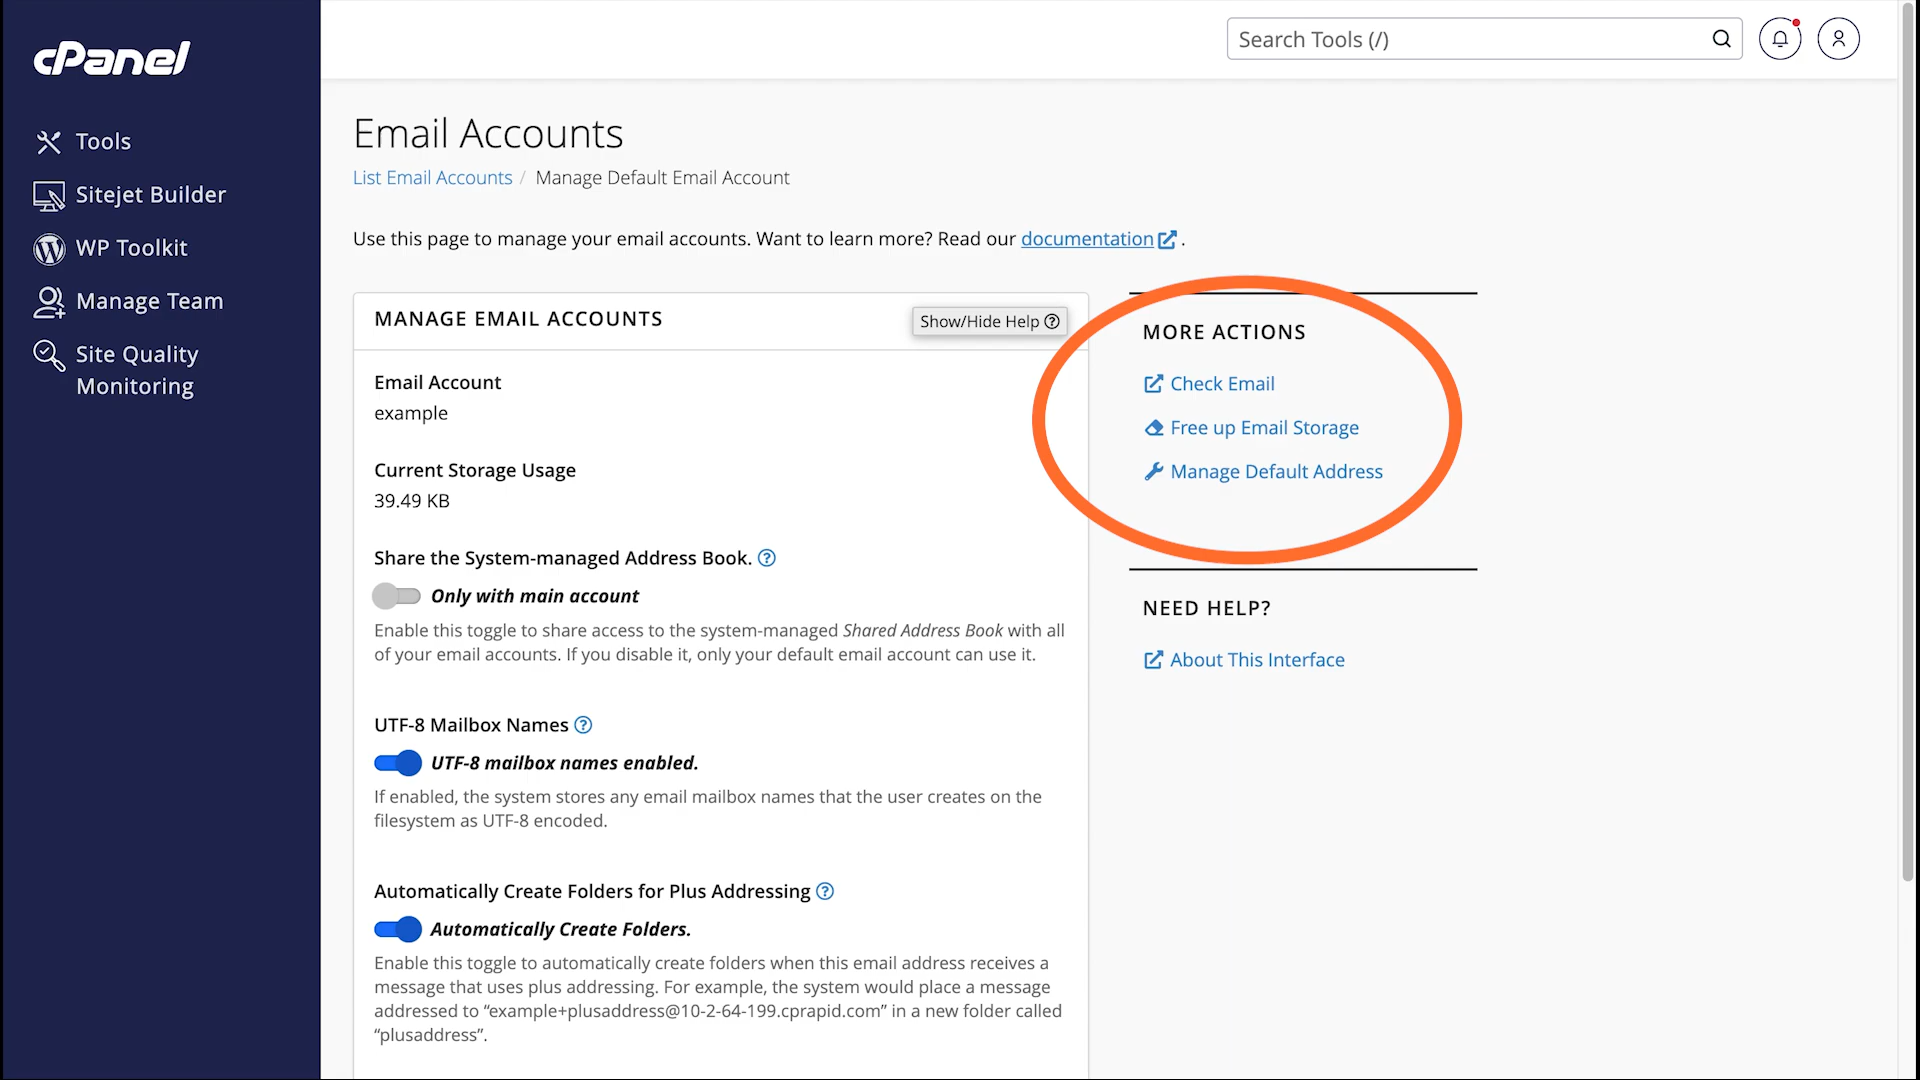 cPanel
Search Tools (/)
Tools
Sitejet Builder
WP Toolkit
Manage Team
Site Quality
Monitoring
Email Accounts
List Email Accounts / Manage Default Email Account
Use this page to manage your email accounts. Want to learn more? Read our documentation .
MANAGE EMAIL ACCOUNTS
Show/Hide Help
Email Account
example
Current Storage Usage
39.49 KB
Share the System-managed Address Book.
Only with main account
Enable this toggle to share access to the system-managed Shared Address Book with all
of your email accounts. If you disable it, only your default email account can use it.
UTF-8 Mailbox Names
UTF-8 mailbox names enabled.
If enabled, the system stores any email mailbox names that the user creates on the
filesystem as UTF-8 encoded.
Automatically Create Folders for Plus Addressing
Automatically Create Folders.
Enable this toggle to automatically create folders when this email address receives a
message that uses plus addressing. For example, the system would place a message
addressed to “example+plusaddress@10-2-64-199.cprapid.com” in a new folder called
“plusaddress”.
MORE ACTIONS
Check Email
Free up Email Storage
Manage Default Address
NEED HELP?
About This Interface